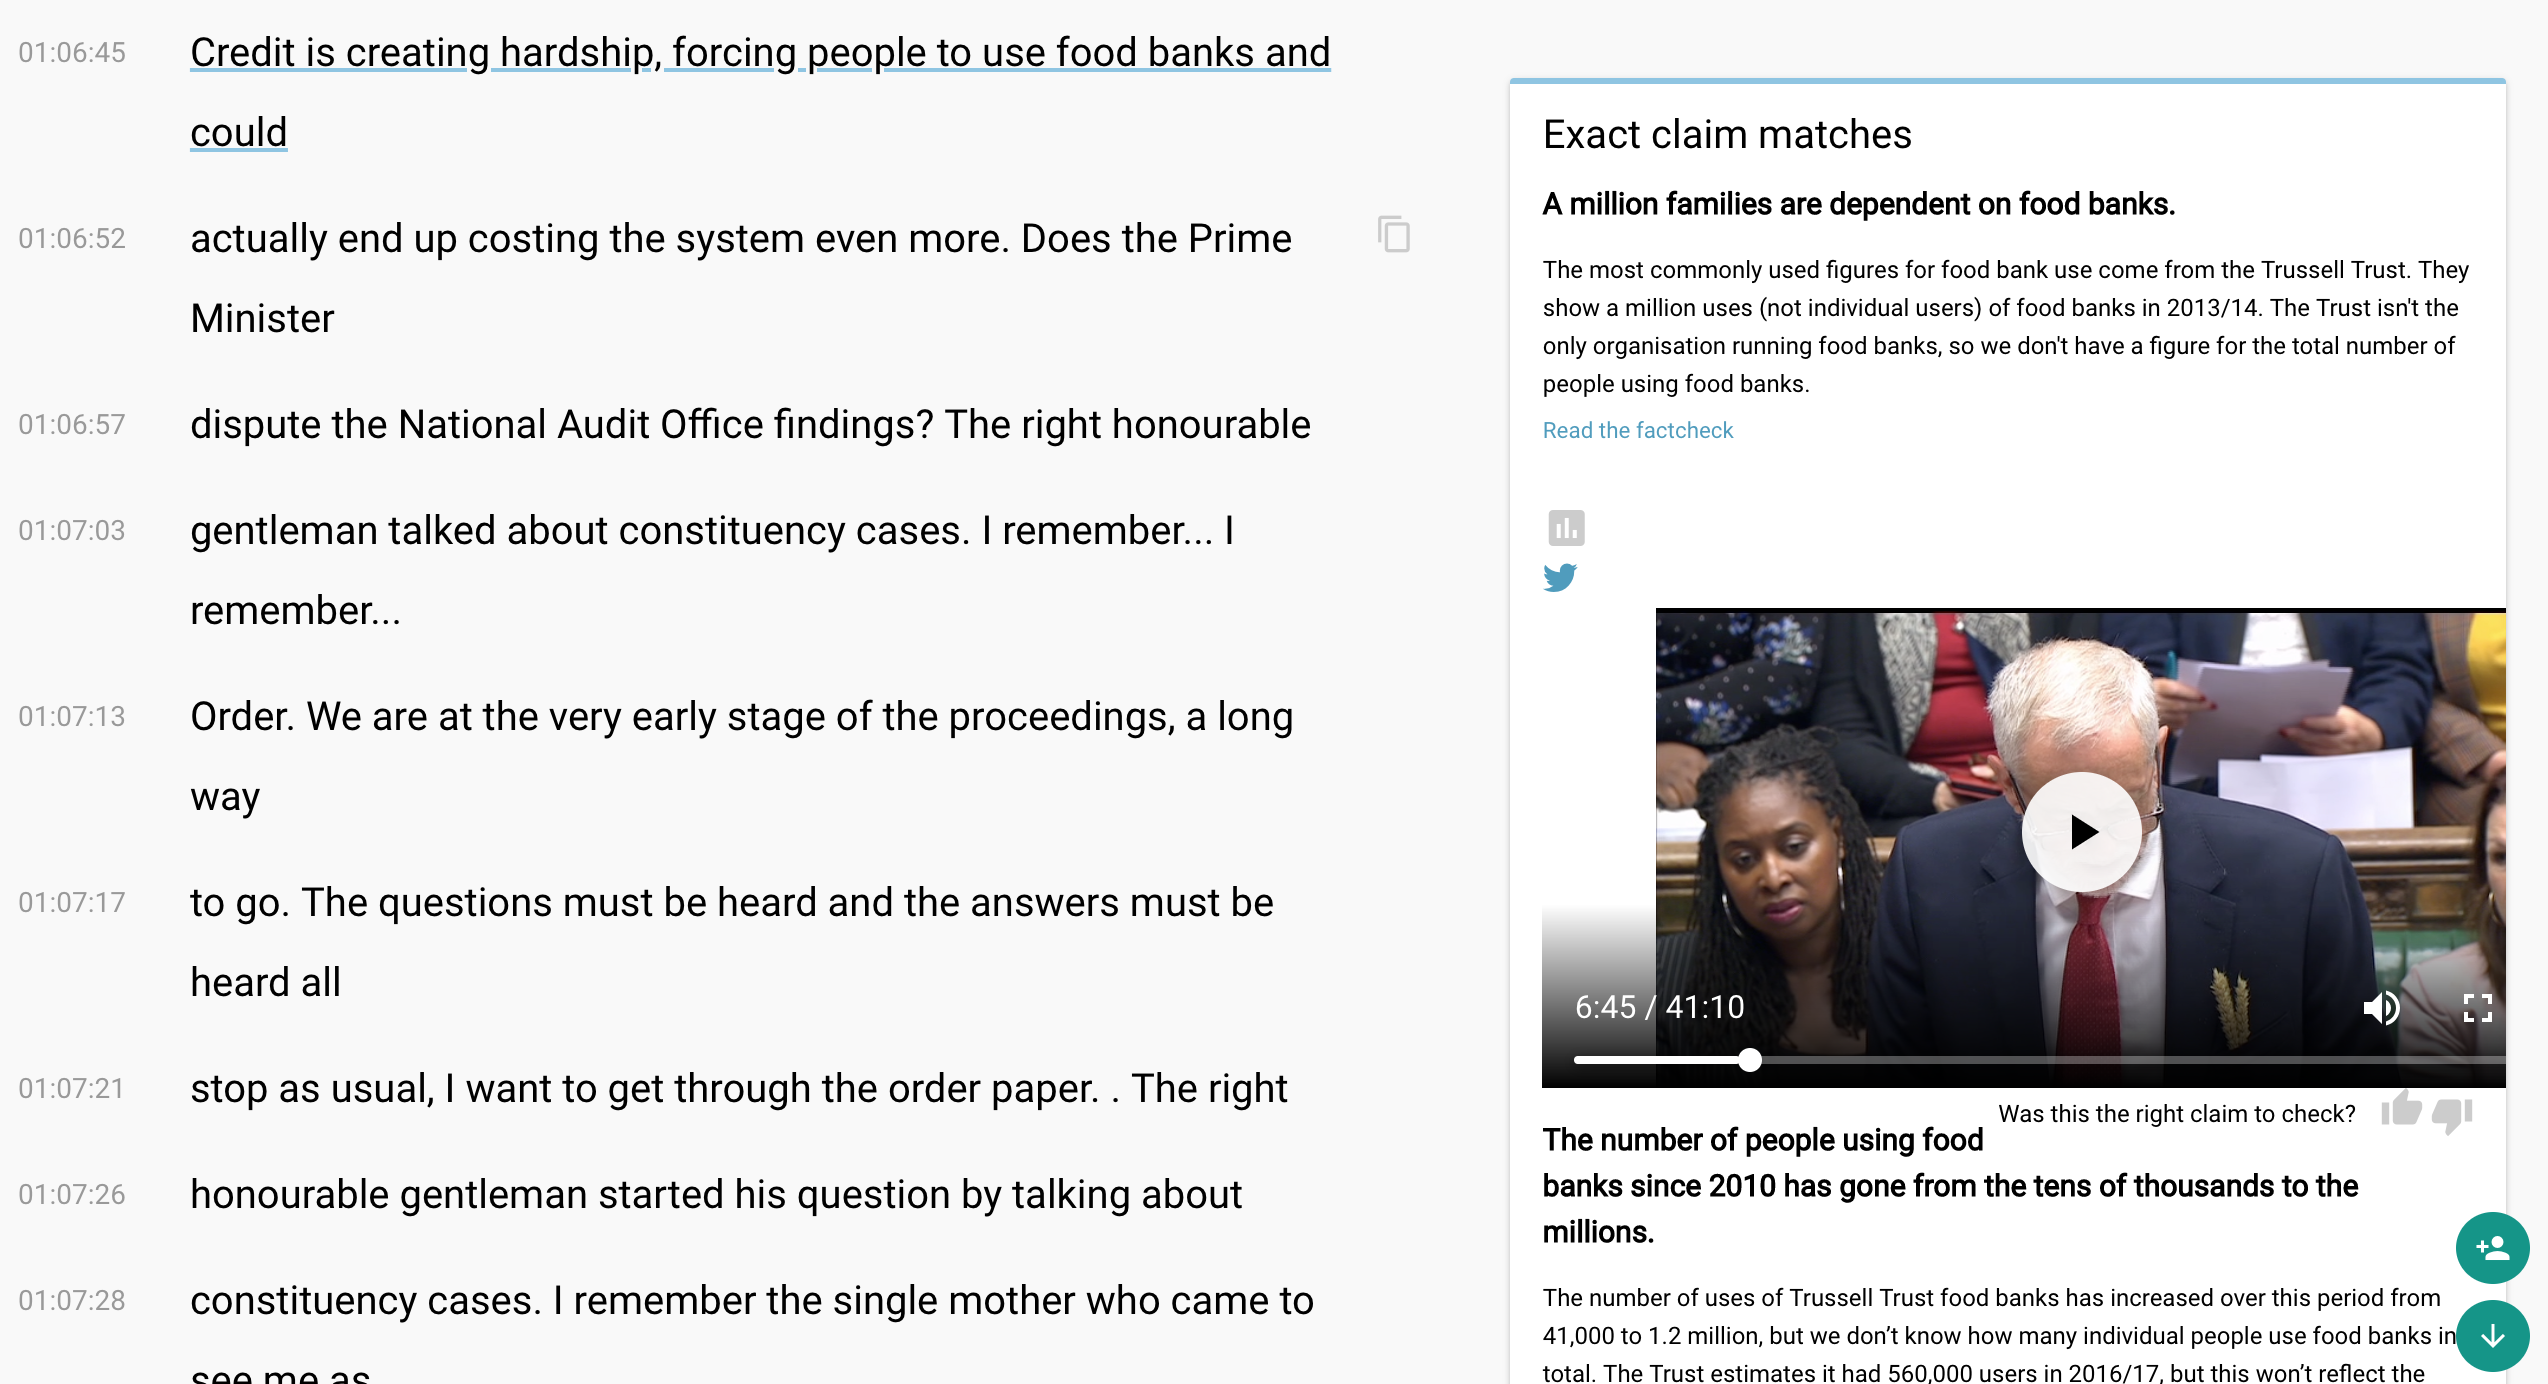 01:06:45
Credit is creating hardship, forcing people to use food banks and
could
01:06:52
actually end up costing the system even more. Does the Prime
Minister
01:06:57
dispute the National Audit Office findings? The right honourable
01:07:03
gentleman talked about constituency cases. I remember... I
remember...
01:07:13
Order. We are at the very early stage of the proceedings, a long
way
01:07:17
to go. The questions must be heard and the answers must be
heard all
01:07:21
stop as usual, I want to get through the order paper. . The right
01:07:26
honourable gentleman started his question by talking about
01:07:28
constituency cases. I remember the single mother who came to
see me as
Exact claim matches
A million families are dependent on food banks.
The most commonly used figures for food bank use come from the Trussell Trust. They
show a million uses (not individual users) of food banks in 2013/14. The Trust isn't the
only organisation running food banks, so we don't have a figure for the total number of
people using food banks.
Read the factcheck
6:45 / 41:10
Was this the right claim to check?
The number of people using food
banks since 2010 has gone from the tens of thousands to the
millions.
The number of uses of Trussell Trust food banks has increased over this period from
41,000 to 1.2 million, but we don’t know how many individual people use food banks in
total. The Trust estimates it had 560,000 users in 2016/17, but this won’t reflect the